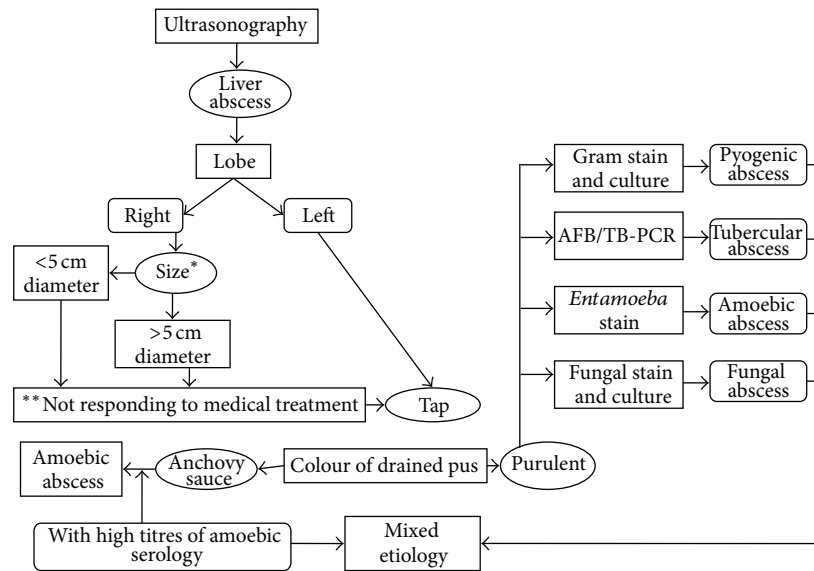 Ultrasonography
Liver
abscess
Lobe
Right
Left
<5 cm
diameter
Size*
>5 cm
diameter
**Not responding to medical treatment
Tap
Gram stain
and culture
Pyogenic
abscess
AFB/TB-PCR
Tubercular
abscess
Entamoeba
stain
Amoebic
abscess
Fungal stain
and culture
Fungal
abscess
Amoebic
abscess
Anchovy
sauce
Colour of drained pus
Purulent
With high titres of amoebic
serology
Mixed
etiology